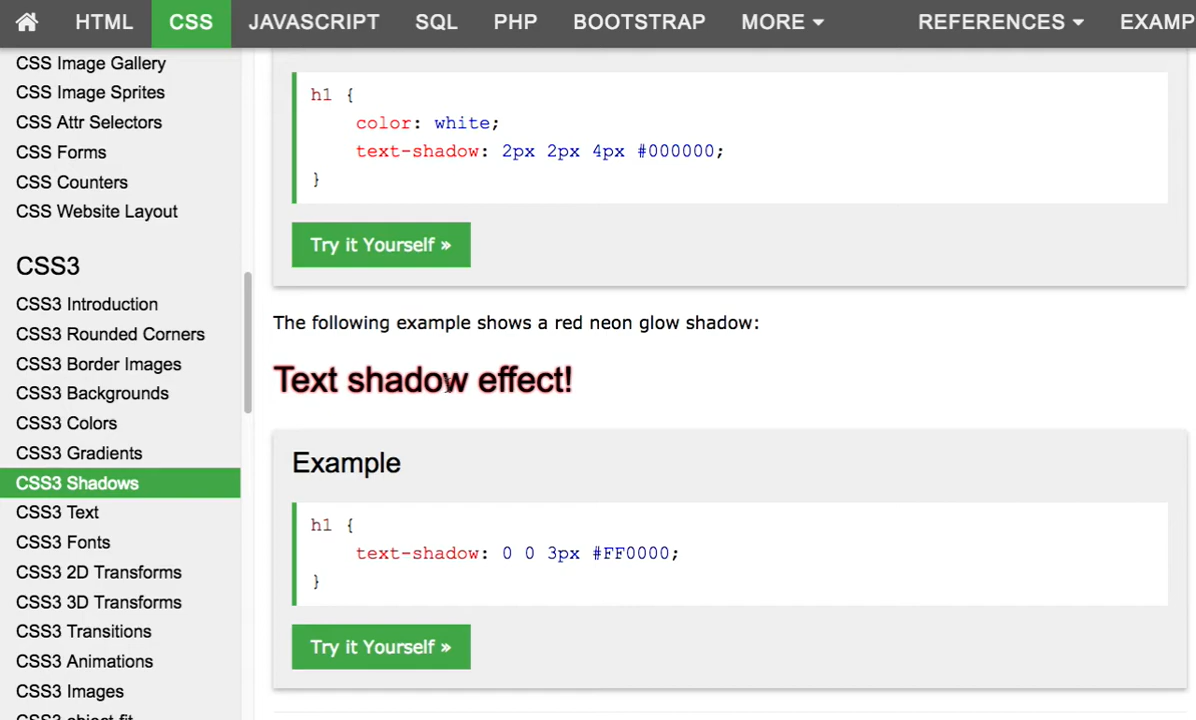 HTML CSS JAVASCRIPT SQL PHP BOOTSTRAP MORE REFERENCES EXAMP
CSS Image Gallery
CSS Image Sprites
CSS Attr Selectors
CSS Forms
CSS Counters
CSS Website Layout
CSS3
CSS3 Introduction
CSS3 Rounded Corners
CSS3 Border Images
CSS3 Backgrounds
CSS3 Colors
CSS3 Gradients
CSS3 Shadows
CSS3 Text
CSS3 Fonts
CSS3 2D Transforms
CSS3 3D Transforms
CSS3 Transitions
CSS3 Animations
CSS3 Images
CSS3 object-fit
h1 {
    color: white;
    text-shadow: 2px 2px 4px #000000;
}
Try it Yourself »
The following example shows a red neon glow shadow:
Text shadow effect!
Example
h1 {
    text-shadow: 0 0 3px #FF0000;
}
Try it Yourself »